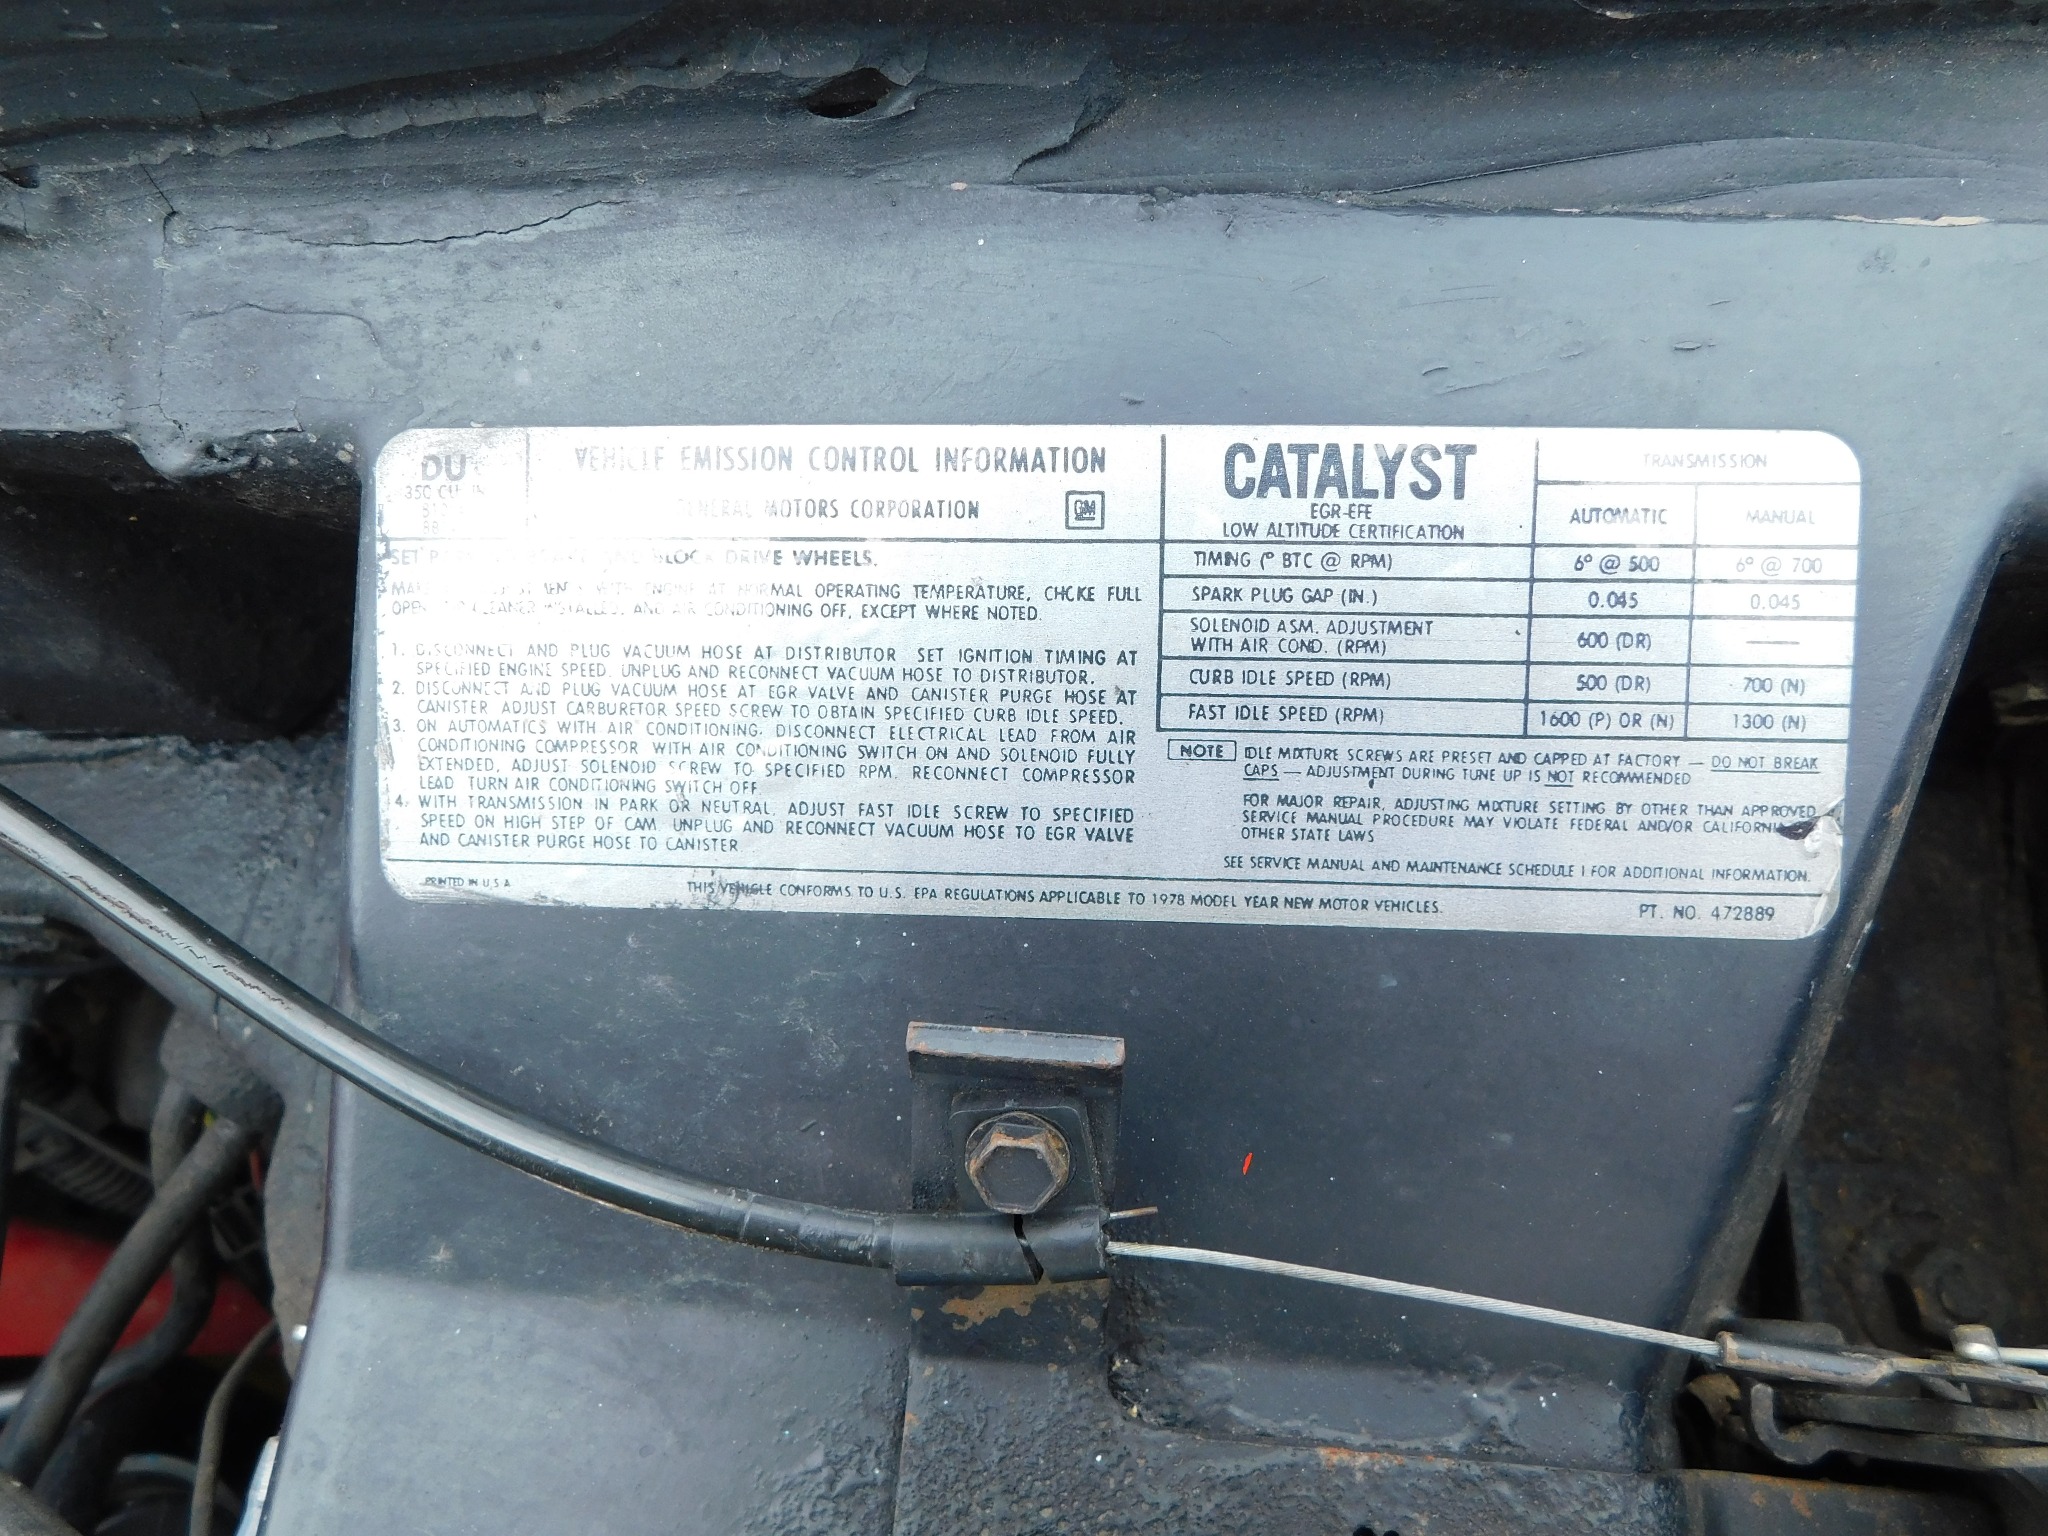 DU
VEHICLE EMISSION CONTROL INFORMATION
GENERAL MOTORS CORPORATION
GM
BLOCK DRIVE WHEELS.
ENGINE AT NORMAL OPERATING TEMPERATURE, CHCKE FULL
CLEANER INSTALLED, AND AIR CONDITIONING OFF, EXCEPT WHERE NOTED.
1. DISCONNECT AND PLUG VACUUM HOSE AT DISTRIBUTOR SET IGNITION TIMING AT
SPECIFIED ENGINE SPEED. UNPLUG AND RECONNECT VACUUM HOSE TO DISTRIBUTOR.
2. DISCONNECT AND PLUG VACUUM HOSE AT EGR VALVE AND CANISTER PURGE HOSE AT
CANISTER ADJUST CARBURETOR SPEED SCREW TO OBTAIN SPECIFIED CURB IDLE SPEED.
3. ON AUTOMATICS WITH AIR CONDITIONING, DISCONNECT ELECTRICAL LEAD FROM AIR
CONDITIONING COMPRESSOR WITH AIR CONDITIONING SWITCH ON AND SOLENOID FULLY
EXTENDED, ADJUST SOLENOID SCREW TO SPECIFIED RPM. RECONNECT COMPRESSOR
LEAD TURN AIR CONDITIONING SWITCH OFF.
4. WITH TRANSMISSION IN PARK OR NEUTRAL, ADJUST FAST IDLE SCREW TO SPECIFIED
SPEED ON HIGH STEP OF CAM. UNPLUG AND RECONNECT VACUUM HOSE TO EGR VALVE
AND CANISTER PURGE HOSE TO CANISTER
CATALYST
EGR-EFE
LOW ALTITUDE CERTIFICATION
TRANSMISSION
AUTOMATIC MANUAL
TIMING (° BTC @ RPM) 6° @ 500 6° @ 700
SPARK PLUG GAP (IN.) 0.045 0.045
SOLENOID ASM. ADJUSTMENT
WITH AIR COND. (RPM) 600 (DR) —
CURB IDLE SPEED (RPM) 500 (DR) 700 (N)
FAST IDLE SPEED (RPM) 1600 (P) OR (N) 1300 (N)
NOTE IDLE MIXTURE SCREWS ARE PRESET AND CAPPED AT FACTORY — DO NOT BREAK
CAPS — ADJUSTMENT DURING TUNE UP IS NOT RECOMMENDED
FOR MAJOR REPAIR, ADJUSTING MIXTURE SETTING BY OTHER THAN APPROVED
SERVICE MANUAL PROCEDURE MAY VIOLATE FEDERAL AND/OR CALIFORNIA
OTHER STATE LAWS
SEE SERVICE MANUAL AND MAINTENANCE SCHEDULE I FOR ADDITIONAL INFORMATION.
PRINTED IN U.S.A
THIS VEHICLE CONFORMS TO U.S. EPA REGULATIONS APPLICABLE TO 1978 MODEL YEAR NEW MOTOR VEHICLES.
PT. NO. 472889